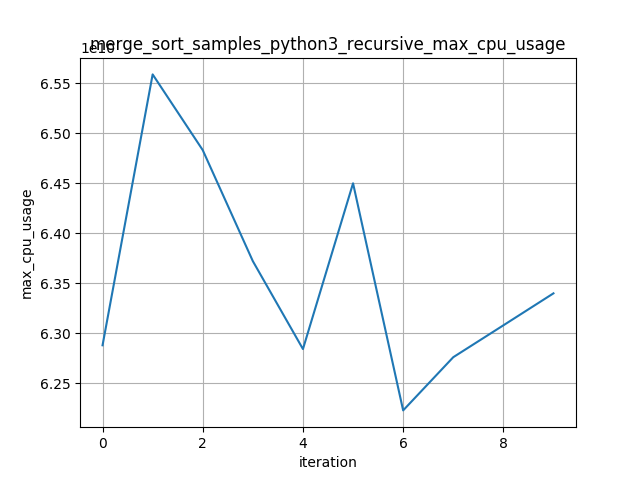 merge_sort_samples_python3_recursive_max_cpu_usage
1e10
6.55
6.50
6.45
6.40
6.35
6.30
6.25
max_cpu_usage
0 2 4 6 8
iteration